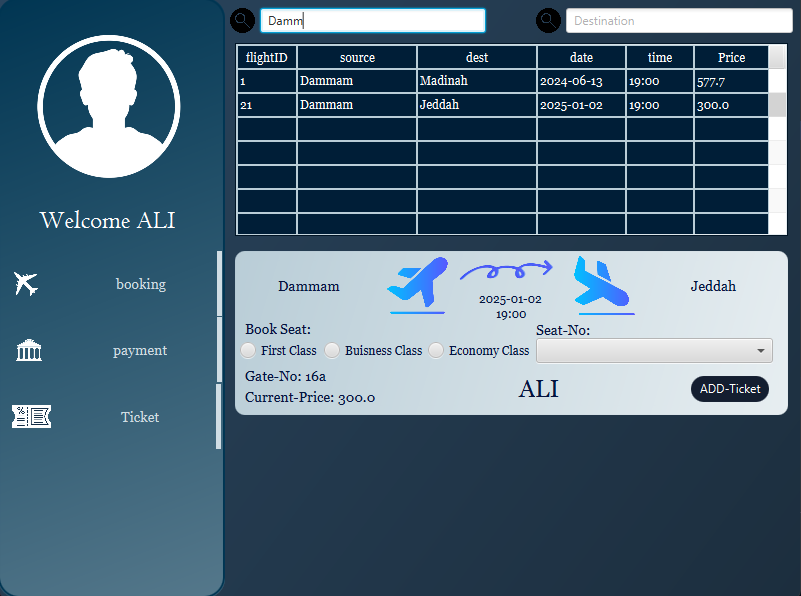 Damm
Destination
flightID source dest date time Price
1 Dammam Madinah 2024-06-13 19:00 577.7
21 Dammam Jeddah 2025-01-02 19:00 300.0
Welcome ALI
booking
payment
Ticket
Dammam
2025-01-02
19:00
Jeddah
Book Seat:
Seat-No:
First Class Buisness Class Economy Class
Gate-No: 16a
Current-Price: 300.0
ALI
ADD-Ticket